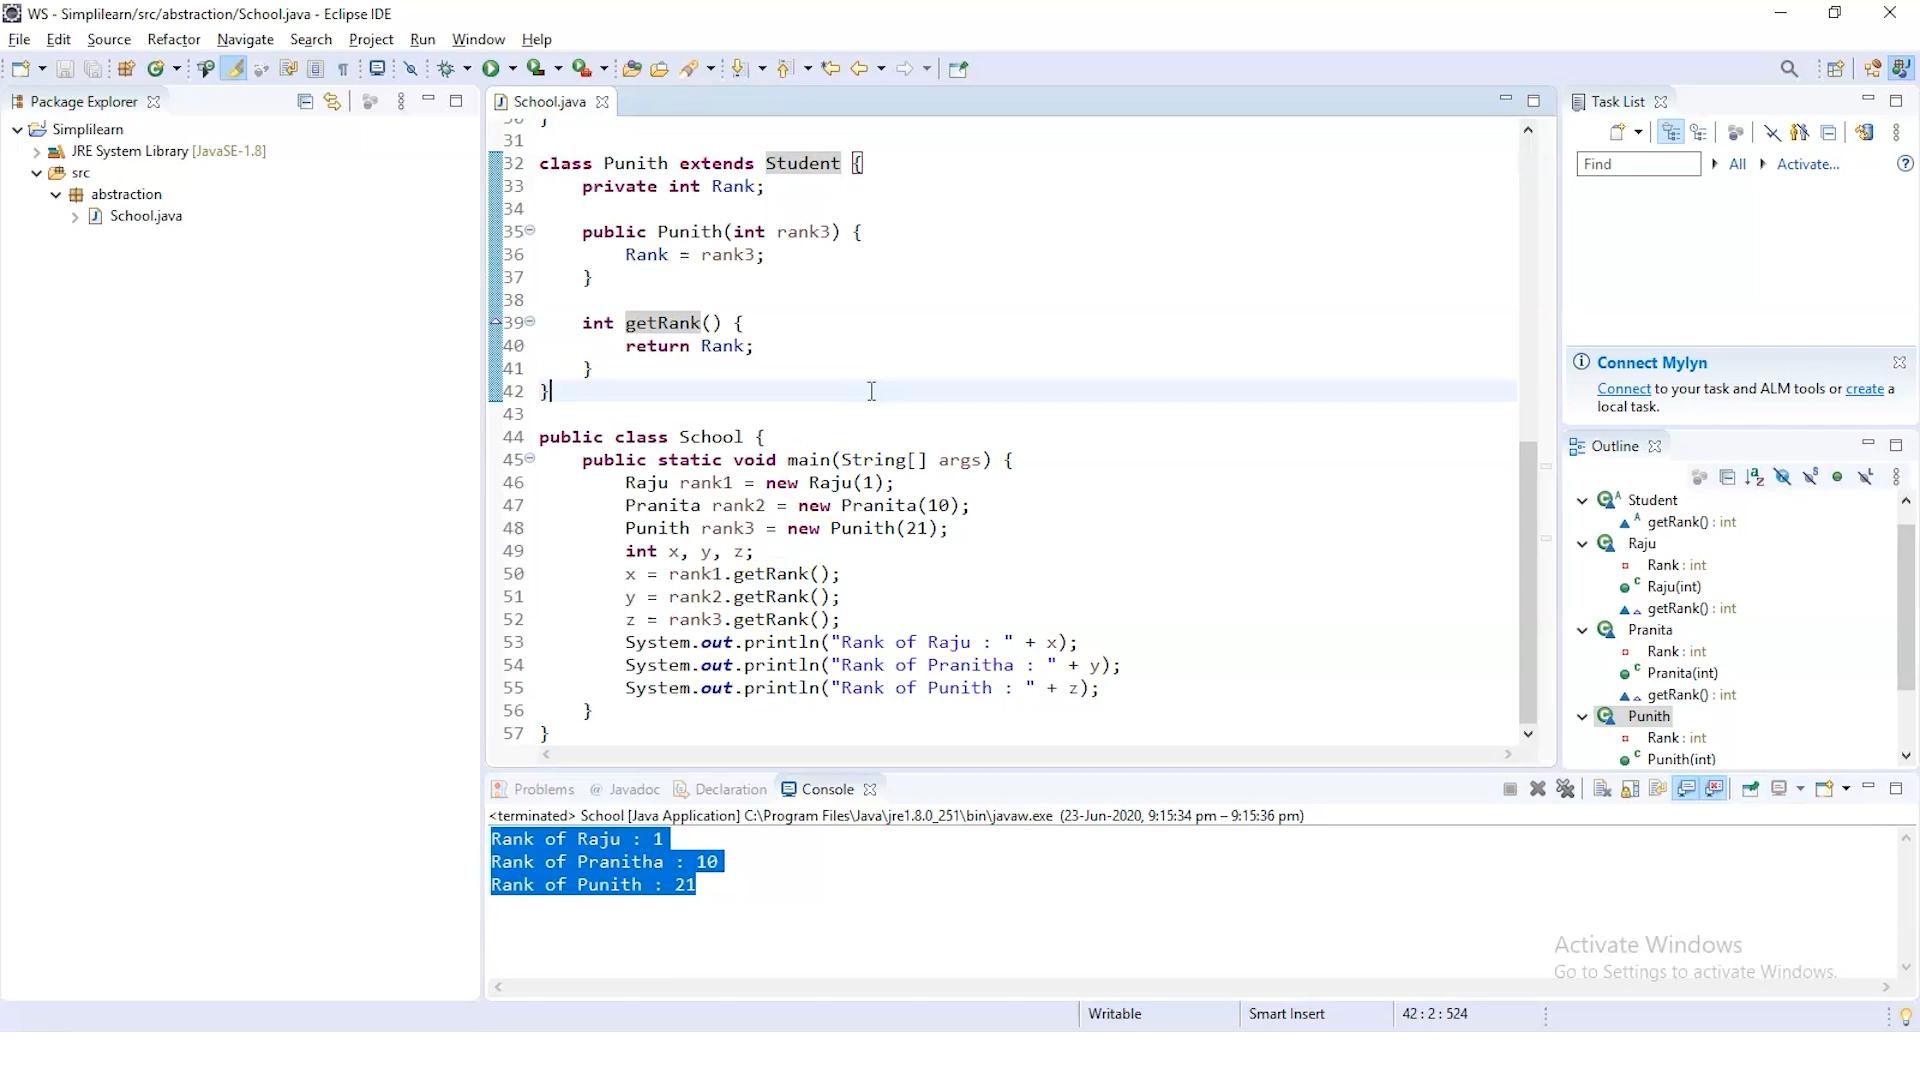 WS - Simplilearn/src/abstraction/School.java - Eclipse IDE
File Edit Source Refactor Navigate Search Project Run Window Help
Package Explorer
Simplilearn
JRE System Library [JavaSE-1.8]
src
abstraction
School.java
School.java
31
32 class Punith extends Student {
33 private int Rank;
34
35 public Punith(int rank3) {
36 Rank = rank3;
37 }
38
39 int getRank() {
40 return Rank;
41 }
42 }
43
44 public class School {
45 public static void main(String[] args) {
46 Raju rank1 = new Raju(1);
47 Pranita rank2 = new Pranita(10);
48 Punith rank3 = new Punith(21);
49 int x, y, z;
50 x = rank1.getRank();
51 y = rank2.getRank();
52 z = rank3.getRank();
53 System.out.println("Rank of Raju : " + x);
54 System.out.println("Rank of Pranitha : " + y);
55 System.out.println("Rank of Punith : " + z);
56 }
57 }
Task List
Find All Activate...
Connect Mylyn
Connect to your task and ALM tools or create a
local task.
Outline
Student
getRank() : int
Raju
Rank : int
Raju(int)
getRank() : int
Pranita
Rank : int
Pranita(int)
getRank() : int
Punith
Rank : int
Punith(int)
Problems @ Javadoc Declaration Console
<terminated> School [Java Application] C:\Program Files\Java\jre1.8.0_251\bin\javaw.exe (23-Jun-2020, 9:15:34 pm – 9:15:36 pm)
Rank of Raju : 1
Rank of Pranitha : 10
Rank of Punith : 21
Activate Windows
Go to Settings to activate Windows.
Writable Smart Insert 42 : 2 : 524